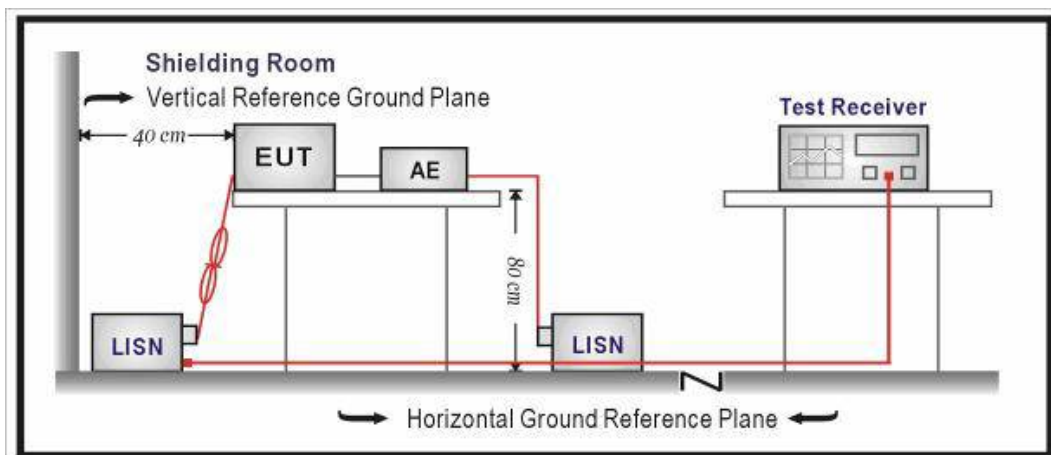 Shielding Room
Vertical Reference Ground Plane
40 cm
EUT
AE
Test Receiver
80 cm
LISN
LISN
Horizontal Ground Reference Plane